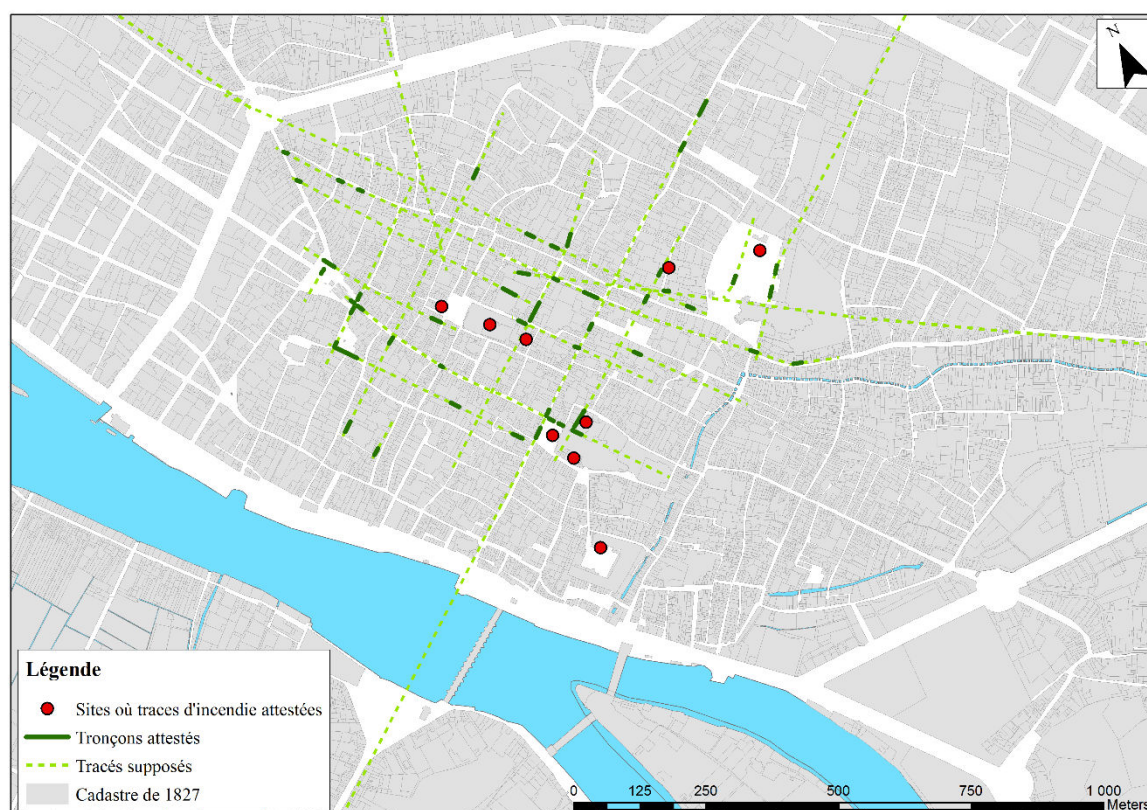 N
Légende
Sites où traces d'incendie attestées
Tronçons attestés
Tracés supposés
Cadastre de 1827
0 125 250 500 750 1 000
Meters